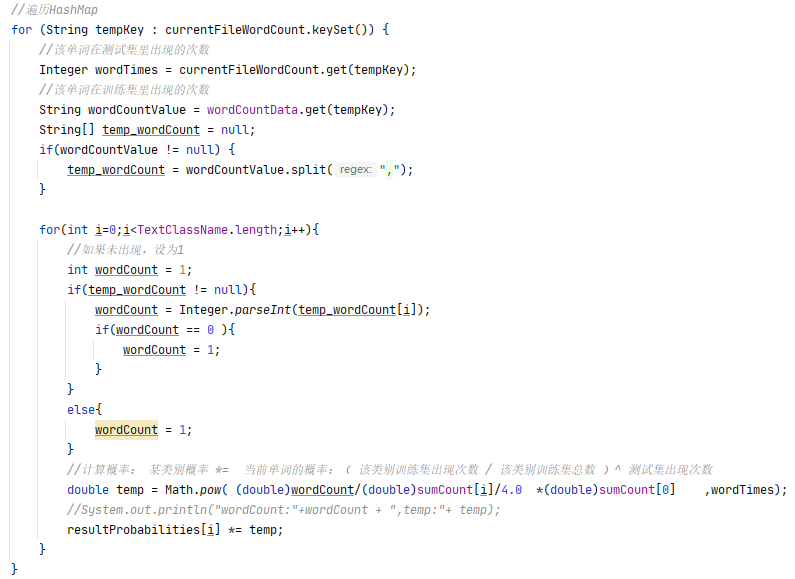 //遍历HashMap
for (String tempKey : currentFileWordCount.keySet()) {
//该单词在测试集里出现的次数
Integer wordTimes = currentFileWordCount.get(tempKey);
//该单词在训练集里出现的次数
String wordCountValue = wordCountData.get(tempKey);
String[] temp_wordCount = null;
if(wordCountValue != null) {
temp_wordCount = wordCountValue.split( regex: ",");
}
for(int i=0;i<TextClassName.length;i++){
//如果未出现，设为1
int wordCount = 1;
if(temp_wordCount != null){
wordCount = Integer.parseInt(temp_wordCount[i]);
if(wordCount == 0 ){
wordCount = 1;
}
}
else{
wordCount = 1;
}
//计算概率： 某类别概率 *=  当前单词的概率：( 该类别训练集出现次数 / 该类别训练集总数 )^ 测试集出现次数
double temp = Math.pow( (double)wordCount/(double)sumCount[i]/4.0  *(double)sumCount[0]    ,wordTimes);
//System.out.println("wordCount:"+wordCount + ",temp:"+ temp);
resultProbabilities[i] *= temp;
}
}